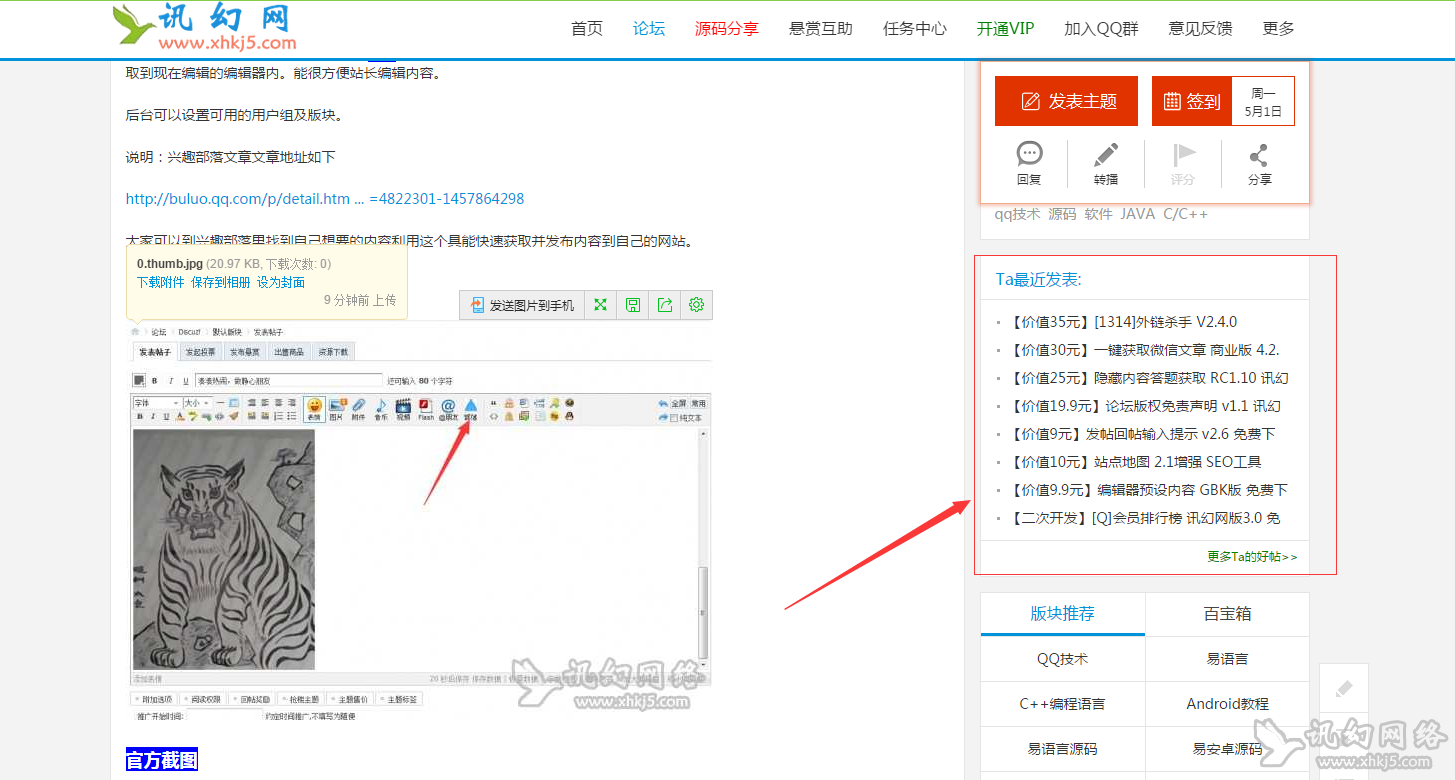 讯幻网
www.xhkj5.com
首页 论坛 源码分享 悬赏互助 任务中心 开通VIP 加入QQ群 意见反馈 更多
取到现在编辑的编辑器内。能很方便站长编辑内容。
后台可以设置可用的用户组及版块。
说明：兴趣部落文章文章地址如下
http://buluo.qq.com/p/detail.htm ... =4822301-1457864298
大家可以到兴趣部落里找到自己想要的内容利用这个具能快速获取并发布内容到自己的网站。
0.thumb.jpg (20.97 KB, 下载次数: 0)
下载附件 保存到相册 设为封面
9 分钟前 上传
发送图片到手机
论坛 Discuz! 默认版块 发表帖子
发表帖子 发起投票 发布悬赏 出售商品 资源下载
B I U
还可输入 80 个字符
字体 大小
全屏 常用
B I U A
表情 图片 附件 音乐 视频 Flash @朋友
纯文本
添加表情
附加选项 阅读权限 回帖奖励 抢楼主题 主题售价 主题标签
推广开始时间:
约定时间推广,不填写为随便
讯幻网络
www.xhkj5.com
官方截图
发表主题
签到
周一
5月1日
回复 转播 评分 分享
qq技术 源码 软件 JAVA C/C++
Ta最近发表:
【价值35元】[1314]外链杀手 V2.4.0
【价值30元】一键获取微信文章 商业版 4.2.
【价值25元】隐藏内容答题获取 RC1.10 讯幻
【价值19.9元】论坛版权免责声明 v1.1 讯幻
【价值9元】发帖回帖输入提示 v2.6 免费下
【价值10元】站点地图 2.1增强 SEO工具
【价值9.9元】编辑器预设内容 GBK版 免费下
【二次开发】[Q]会员排行榜 讯幻网版3.0 免
更多Ta的好帖>>
版块推荐 百宝箱
QQ技术 易语言
C++编程语言 Android教程
易语言源码 易安卓源码
讯幻网络
www.xhkj5.com